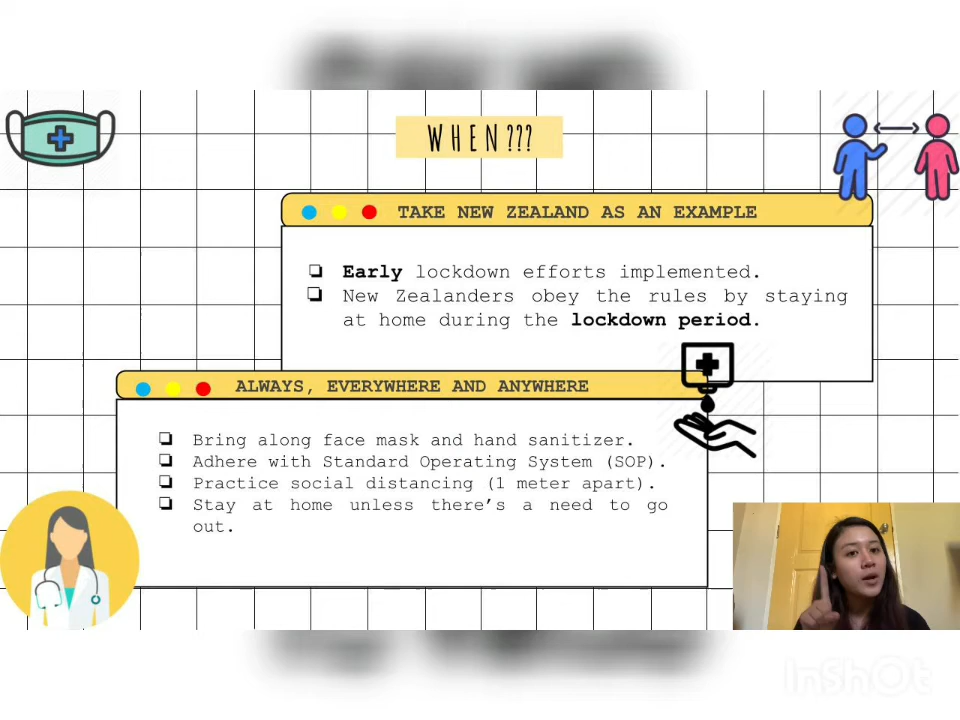 WHEN???
TAKE NEW ZEALAND AS AN EXAMPLE
❏ Early lockdown efforts implemented.
❏ New Zealanders obey the rules by staying
at home during the lockdown period.
ALWAYS, EVERYWHERE AND ANYWHERE
❏ Bring along face mask and hand sanitizer.
❏ Adhere with Standard Operating System (SOP).
❏ Practice social distancing (1 meter apart).
❏ Stay at home unless there's a need to go
out.
InShOt